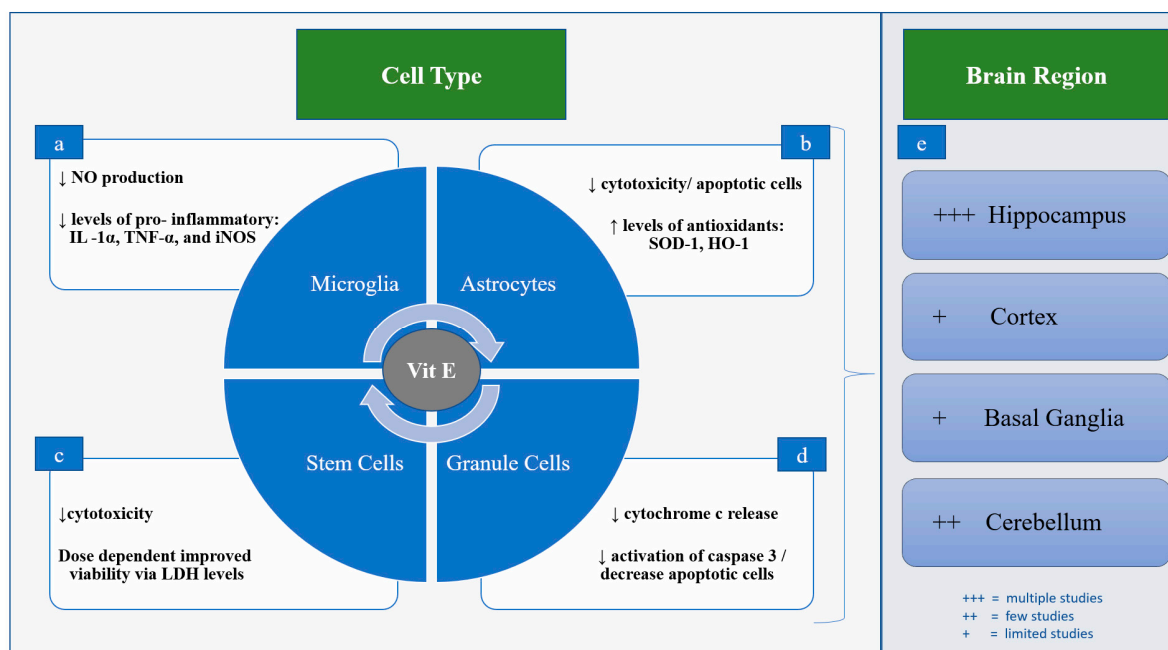 Cell Type
Brain Region
a
↓ NO production
↓ levels of pro- inflammatory:
IL -1α, TNF-α, and iNOS
b
↓ cytotoxicity/ apoptotic cells
↑ levels of antioxidants:
SOD-1, HO-1
Microglia
Astrocytes
Vit E
Stem Cells
Granule Cells
c
↓cytotoxicity
Dose dependent improved
viability via LDH levels
d
↓ cytochrome c release
↓ activation of caspase 3 /
decrease apoptotic cells
e
+++ Hippocampus
+ Cortex
+ Basal Ganglia
++ Cerebellum
+++ = multiple studies
++ = few studies
+ = limited studies